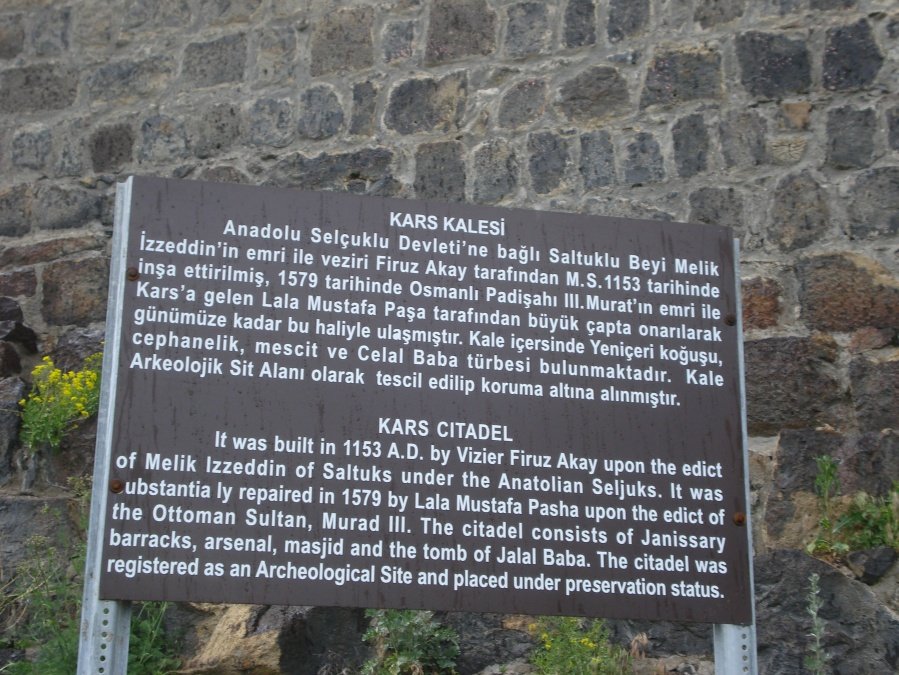 KARS KALESİ
Anadolu Selçuklu Devleti'ne bağlı Saltuklu Beyi Melik
İzzeddin'in emri ile veziri Firuz Akay tarafından M.S.1153 tarihinde
inşa ettirilmiş, 1579 tarihinde Osmanlı Padişahı III.Murat'ın emri ile
Kars'a gelen Lala Mustafa Paşa tarafından büyük çapta onarılarak
günümüze kadar bu haliyle ulaşmıştır. Kale içersinde Yeniçeri koğuşu,
cephanelik, mescit ve Celal Baba türbesi bulunmaktadır. Kale
Arkeolojik Sit Alanı olarak tescil edilip koruma altına alınmıştır.
KARS CITADEL
It was built in 1153 A.D. by Vizier Firuz Akay upon the edict
of Melik Izzeddin of Saltuks under the Anatolian Seljuks. It was
ubstantia ly repaired in 1579 by Lala Mustafa Pasha upon the edict of
the Ottoman Sultan, Murad III. The citadel consists of Janissary
barracks, arsenal, masjid and the tomb of Jalal Baba. The citadel was
registered as an Archeological Site and placed under preservation status.